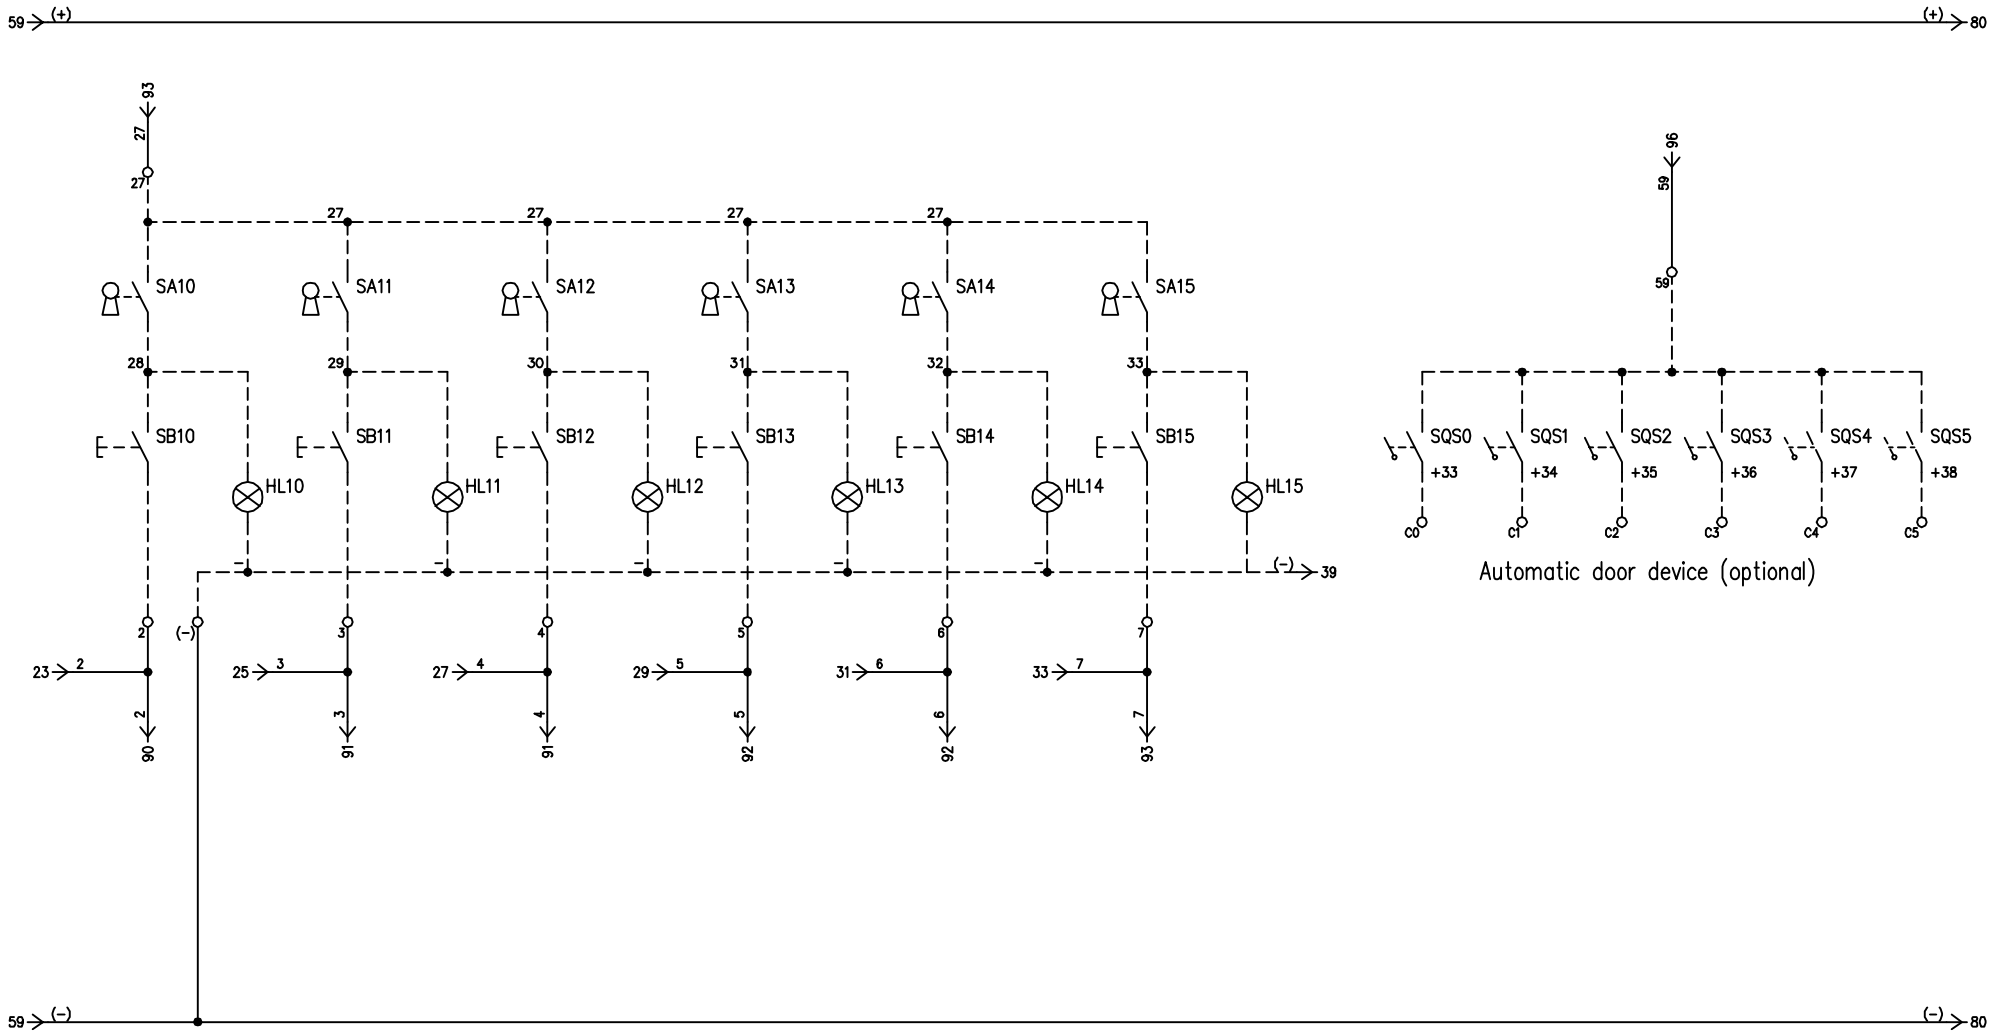 59 (+) (+) 80
93
27
27
96
59
59
27 27 27 27
SA10 SA11 SA12 SA13 SA14 SA15
28 29 30 31 32 33
SB10 SB11 SB12 SB13 SB14 SB15 SQS0 SQS1 SQS2 SQS3 SQS4 SQS5
+33 +34 +35 +36 +37 +38
HL10 HL11 HL12 HL13 HL14 HL15
C0 C1 C2 C3 C4 C5
- - - - - (-) 39
Automatic door device (optional)
2 (-) 3 4 5 6 7
23 2 25 3 27 4 29 5 31 6 33 7
2 3 4 5 6 7
90 91 91 92 92 93
59 (-) (-) 80